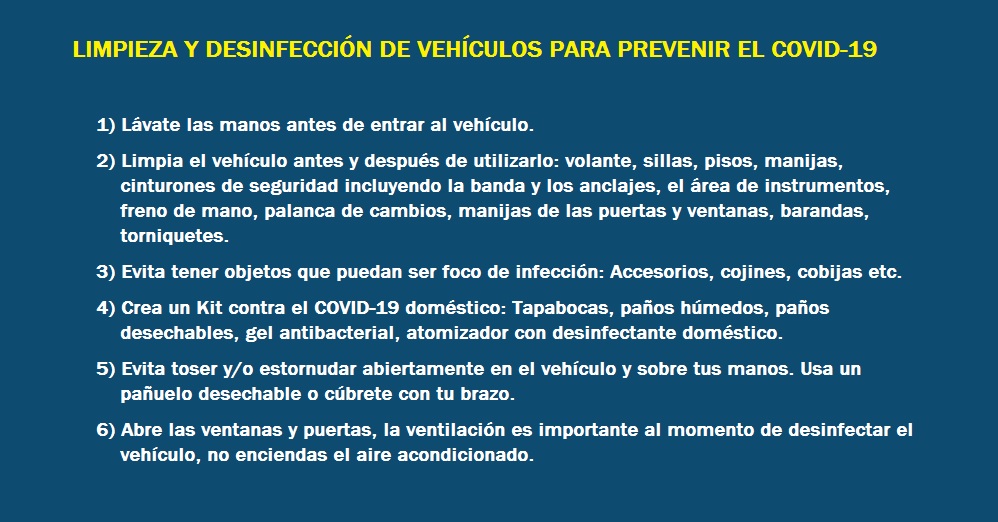 LIMPIEZA Y DESINFECCIÓN DE VEHÍCULOS PARA PREVENIR EL COVID-19
1) Lávate las manos antes de entrar al vehículo.
2) Limpia el vehículo antes y después de utilizarlo: volante, sillas, pisos, manijas,
cinturones de seguridad incluyendo la banda y los anclajes, el área de instrumentos,
freno de mano, palanca de cambios, manijas de las puertas y ventanas, barandas,
torniquetes.
3) Evita tener objetos que puedan ser foco de infección: Accesorios, cojines, cobijas etc.
4) Crea un Kit contra el COVID-19 doméstico: Tapabocas, paños húmedos, paños
desechables, gel antibacterial, atomizador con desinfectante doméstico.
5) Evita toser y/o estornudar abiertamente en el vehículo y sobre tus manos. Usa un
pañuelo desechable o cúbrete con tu brazo.
6) Abre las ventanas y puertas, la ventilación es importante al momento de desinfectar el
vehículo, no enciendas el aire acondicionado.